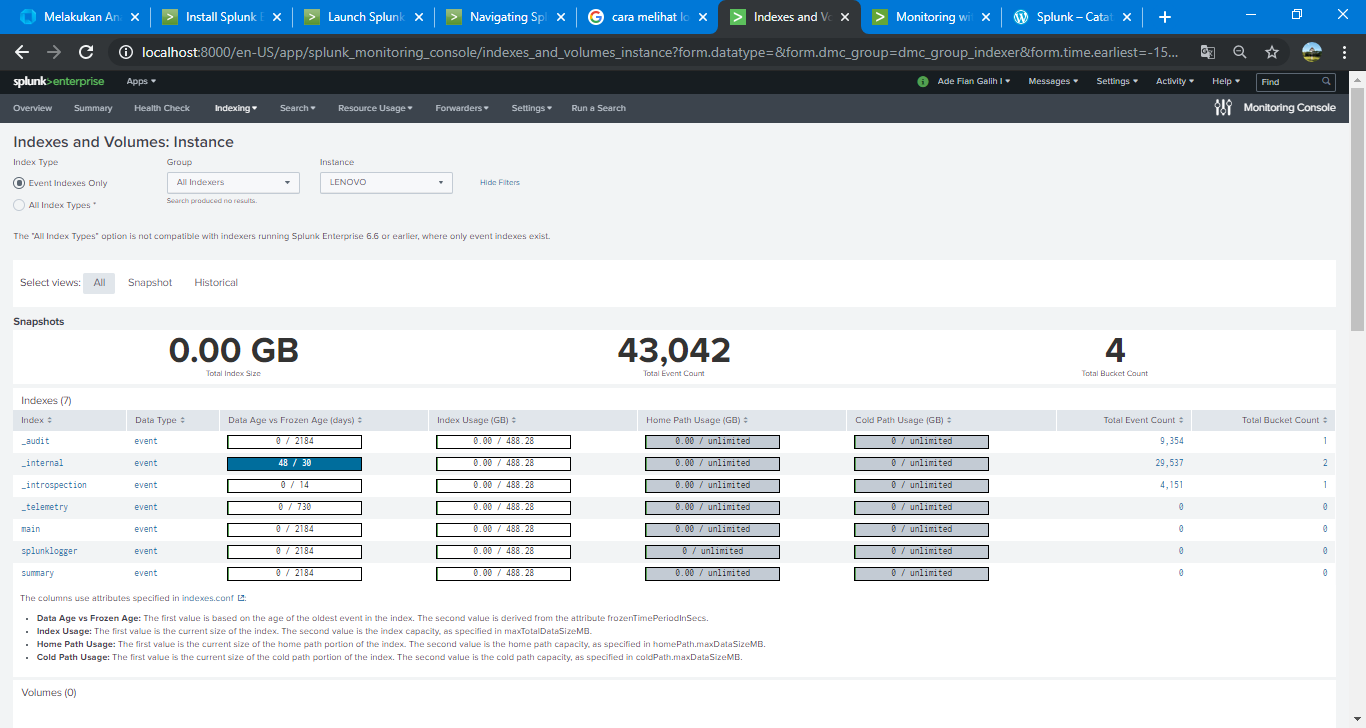 Melakukan An
Install Splunk E
Launch Splunk
Navigating Spl
cara melihat lo
Indexes and Vo
Monitoring wi
Splunk – Catat
localhost:8000/en-US/app/splunk_monitoring_console/indexes_and_volumes_instance?form.datatype=&form.dmc_group=dmc_group_indexer&form.time.earliest=-15...
splunk>enterprise Apps
Ade Fian Galih I Messages Settings Activity Help Find
Overview Summary Health Check Indexing Search Resource Usage Forwarders Settings Run a Search Monitoring Console
Indexes and Volumes: Instance
Index Type Group Instance
Event Indexes Only All Indexers LENOVO Hide Filters
All Index Types * Search produced no results.
The "All Index Types" option is not compatible with indexers running Splunk Enterprise 6.6 or earlier, where only event indexes exist.
Select views: All Snapshot Historical
Snapshots
0.00 GB 43,042 4
Total Index Size Total Event Count Total Bucket Count
Indexes (7)
Index Data Type Data Age vs Frozen Age (days) Index Usage (GB) Home Path Usage (GB) Cold Path Usage (GB) Total Event Count Total Bucket Count
_audit event 0 / 2184 0.00 / 488.28 0.00 / unlimited 0 / unlimited 9,354 1
_internal event 48 / 30 0.00 / 488.28 0.00 / unlimited 0 / unlimited 29,537 2
_introspection event 0 / 14 0.00 / 488.28 0.00 / unlimited 0 / unlimited 4,151 1
_telemetry event 0 / 730 0.00 / 488.28 0.00 / unlimited 0 / unlimited 0 0
main event 0 / 2184 0.00 / 488.28 0.00 / unlimited 0 / unlimited 0 0
splunklogger event 0 / 2184 0.00 / 488.28 0 / unlimited 0 / unlimited 0 0
summary event 0 / 2184 0.00 / 488.28 0.00 / unlimited 0 / unlimited 0 0
The columns use attributes specified in indexes.conf :
• Data Age vs Frozen Age: The first value is based on the age of the oldest event in the index. The second value is derived from the attribute frozenTimePeriodInSecs.
• Index Usage: The first value is the current size of the index. The second value is the index capacity, as specified in maxTotalDataSizeMB.
• Home Path Usage: The first value is the current size of the home path portion of the index. The second value is the home path capacity, as specified in homePath.maxDataSizeMB.
• Cold Path Usage: The first value is the current size of the cold path portion of the index. The second value is the cold path capacity, as specified in coldPath.maxDataSizeMB.
Volumes (0)